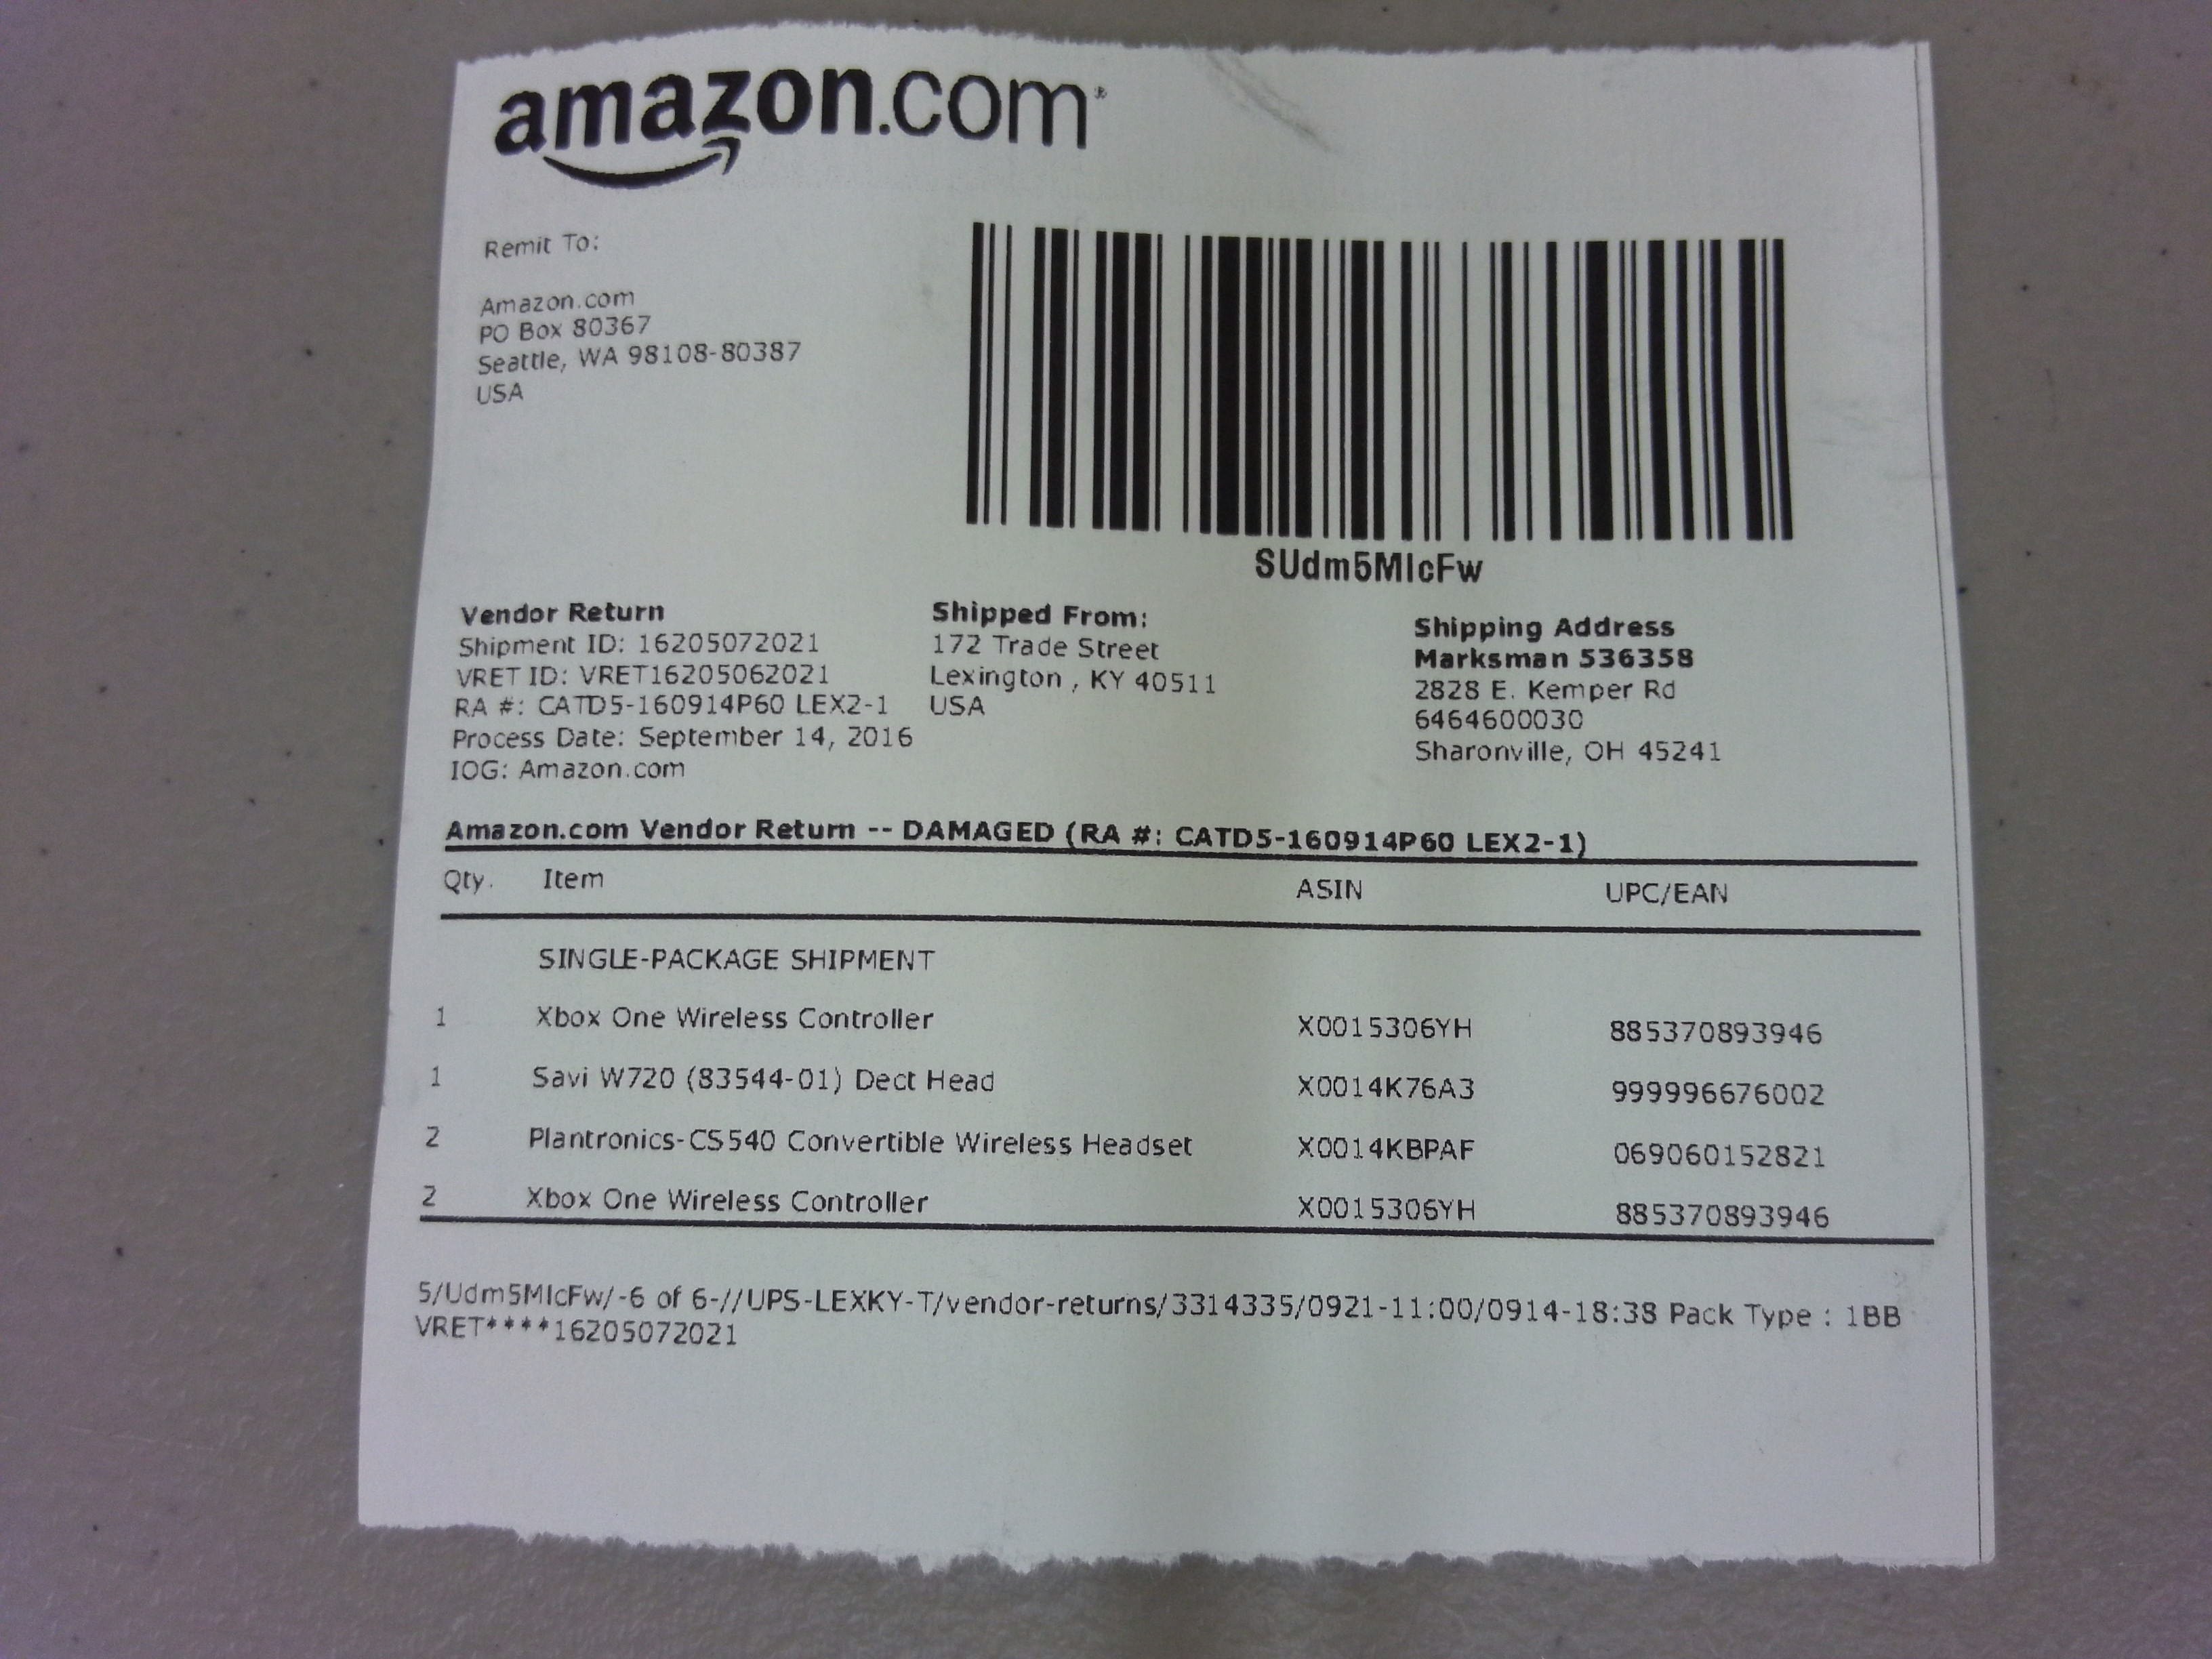 amazon.com
Remit To:
Amazon.com
PO Box 80367
Seattle, WA 98108-80387
USA
SUdm5MlcFw
Vendor Return
Shipment ID: 16205072021
VRET ID: VRET16205062021
RA #: CATD5-160914P60 LEX2-1
Process Date: September 14, 2016
IOG: Amazon.com
Shipped From:
172 Trade Street
Lexington , KY 40511
USA
Shipping Address
Marksman 536358
2828 E. Kemper Rd
6464600030
Sharonville, OH 45241
Amazon.com Vendor Return -- DAMAGED (RA #: CATD5-160914P60 LEX2-1)
Qty. Item ASIN UPC/EAN
SINGLE-PACKAGE SHIPMENT
1 Xbox One Wireless Controller X0015306YH 885370893946
1 Savi W720 (83544-01) Dect Head X0014K76A3 999996676002
2 Plantronics-CS540 Convertible Wireless Headset X0014KBPAF 069060152821
2 Xbox One Wireless Controller X0015306YH 885370893946
5/Udm5MlcFw/-6 of 6-//UPS-LEXKY-T/vendor-returns/3314335/0921-11:00/0914-18:38 Pack Type : 1BB
VRET****16205072021